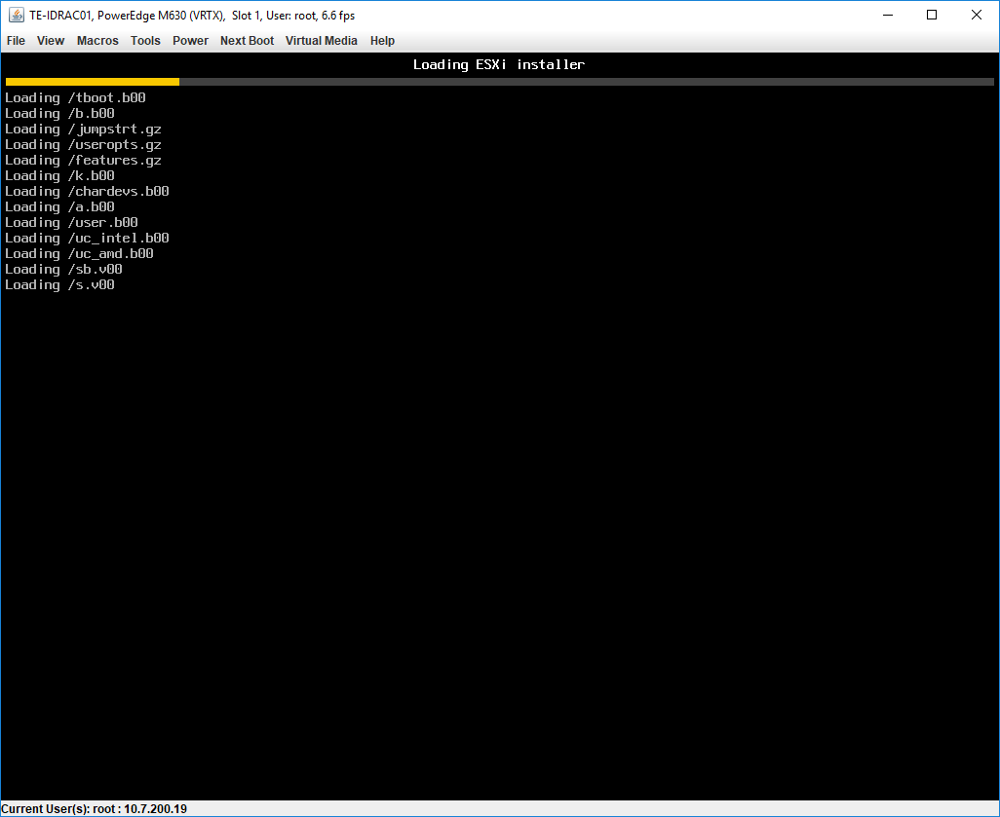 TE-IDRAC01, PowerEdge M630 (VRTX), Slot 1, User: root, 6.6 fps
File View Macros Tools Power Next Boot Virtual Media Help
Loading ESXi installer
Loading /tboot.b00
Loading /b.b00
Loading /jumpstrt.gz
Loading /useropts.gz
Loading /features.gz
Loading /k.b00
Loading /chardevs.b00
Loading /a.b00
Loading /user.b00
Loading /uc_intel.b00
Loading /uc_amd.b00
Loading /sb.v00
Loading /s.v00
Current User(s): root : 10.7.200.19